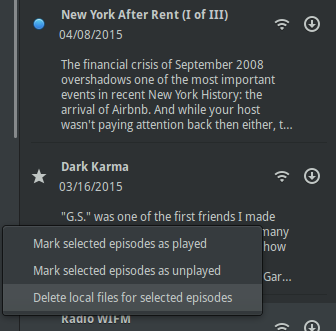 New York After Rent (I of III)
04/08/2015
The financial crisis of September 2008
overshadows one of the most important
events in recent New York History: the
arrival of Airbnb. And while your host
wasn't paying attention back then either, t...
Dark Karma
03/16/2015
"G.S." was one of the first friends I made
many
how
Gar...
Mark selected episodes as played
Mark selected episodes as unplayed
Delete local files for selected episodes
Radio WIFM